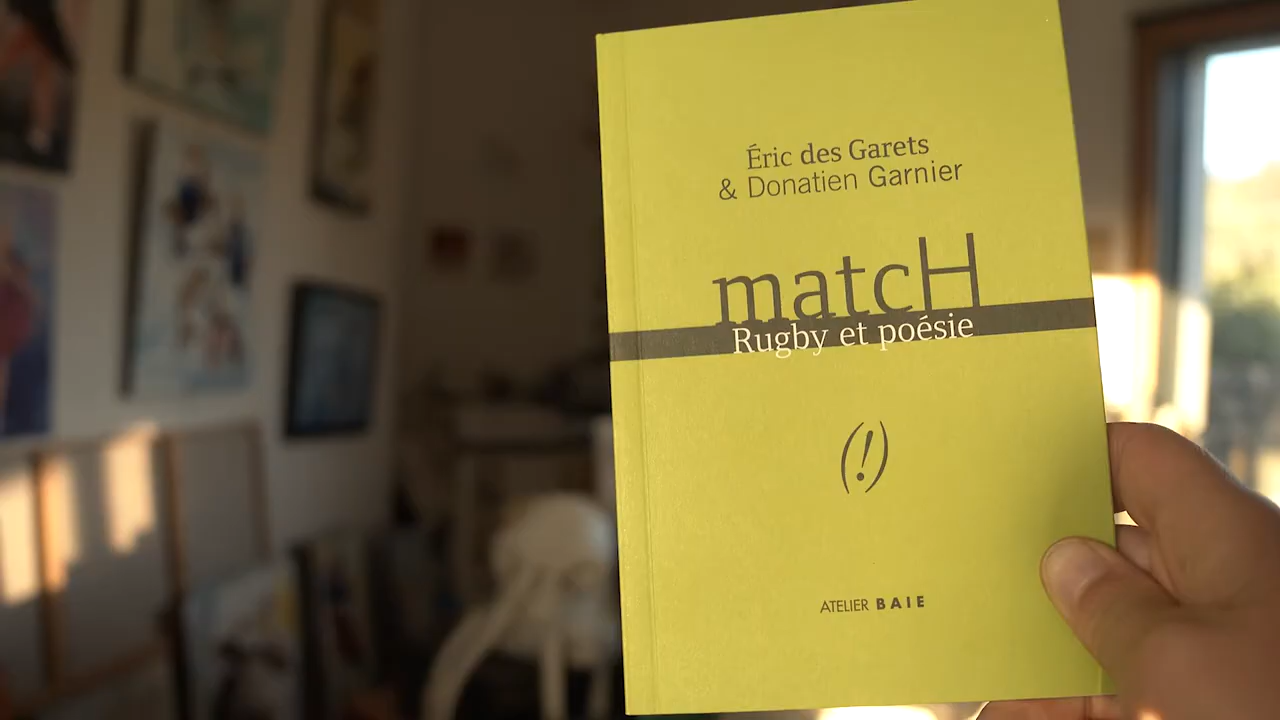 Éric des Garets
& Donatien Garnier
matcH
Rugby et poésie
(!)
ATELIER BAIE